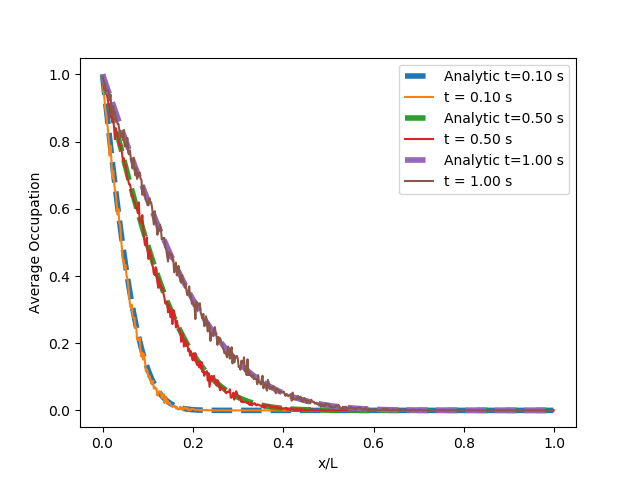 Analytic t=0.10 s
t = 0.10 s
Analytic t=0.50 s
t = 0.50 s
Analytic t=1.00 s
t = 1.00 s
Average Occupation
1.0
0.8
0.6
0.4
0.2
0.0
0.0 0.2 0.4 0.6 0.8 1.0
x/L